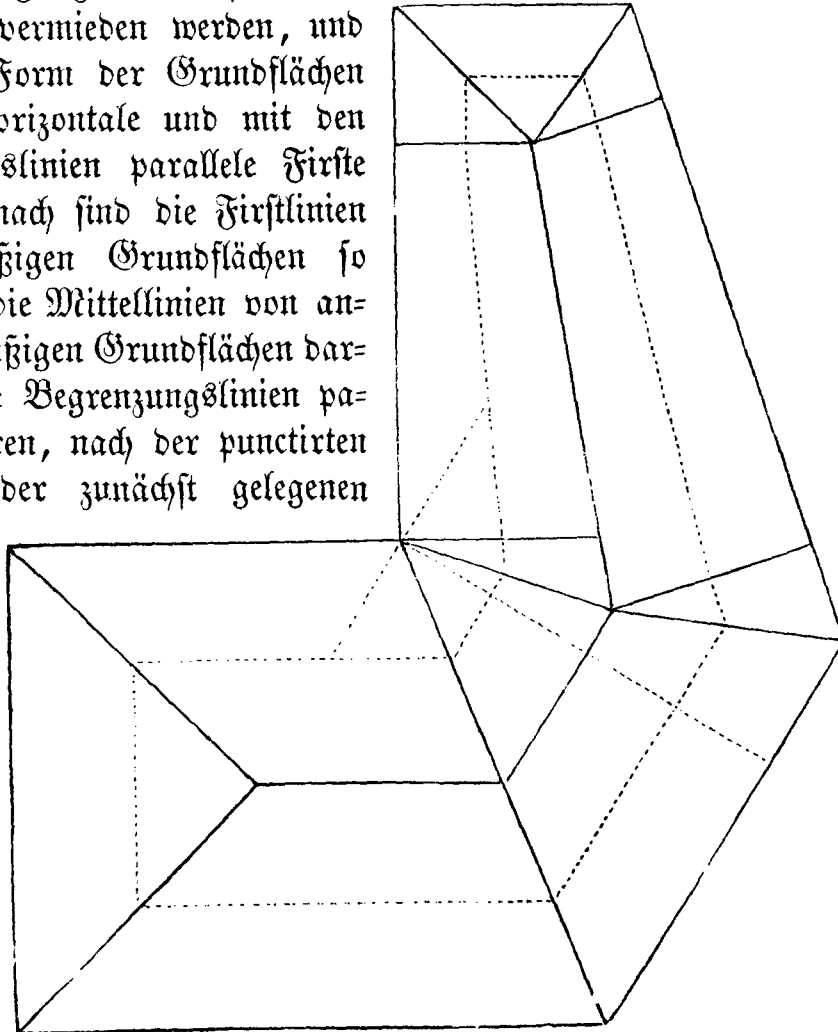 vermieden werden, und
Form der Grundflächen
orizontale und mit den
slinien parallele Firste
nach sind die Firstlinien
ßigen Grundflächen so
die Mittellinien von an=
ßigen Grundflächen dar=
Begrenzungslinien pa=
ren, nach der punctirten
der zunächst gelegenen